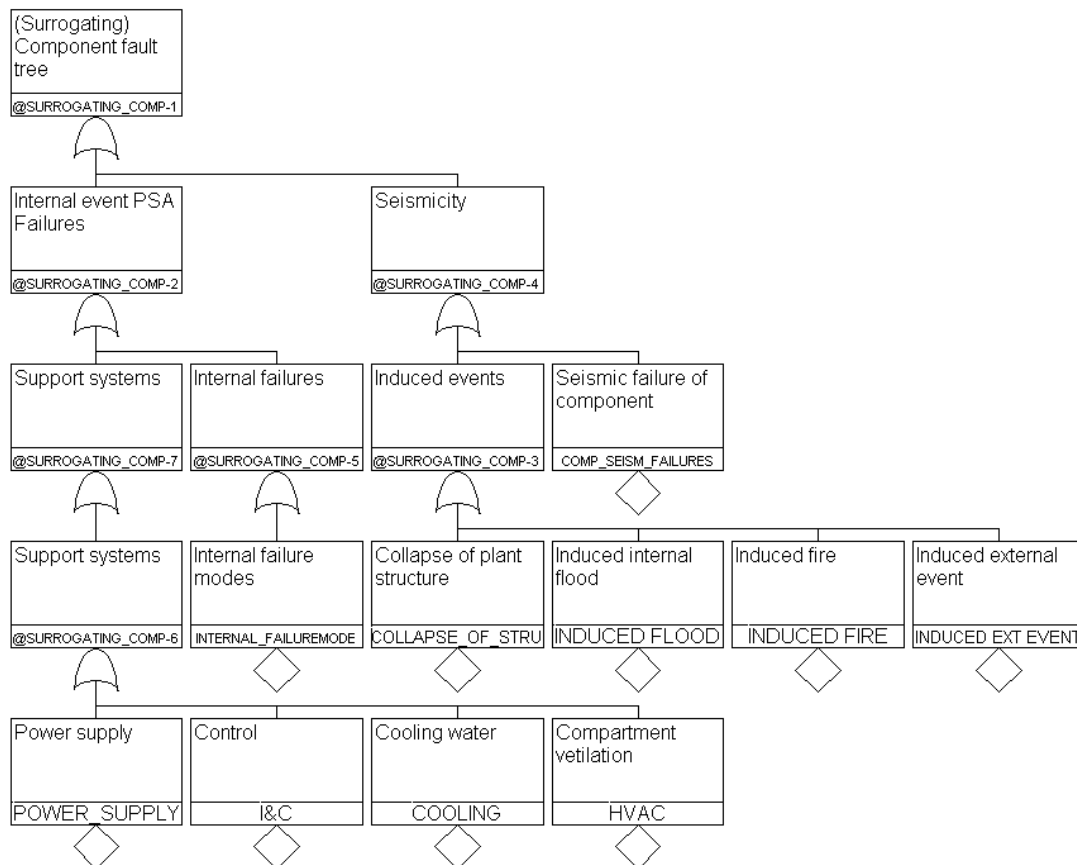 (Surrogating)
Component fault
tree
@SURROGATING_COMP-1
Internal event PSA
Failures
@SURROGATING_COMP-2
Seismicity
@SURROGATING_COMP-4
Support systems
@SURROGATING_COMP-7
Internal failures
@SURROGATING_COMP-5
Induced events
@SURROGATING_COMP-3
Seismic failure of
component
COMP_SEISM_FAILURES
Support systems
@SURROGATING_COMP-6
Internal failure
modes
INTERNAL_FAILUREMODE
Collapse of plant
structure
COLLAPSE_OF_STRU
Induced internal
flood
INDUCED FLOOD
Induced fire
INDUCED FIRE
Induced external
event
INDUCED EXT EVENT
Power supply
POWER_SUPPLY
Control
I&C
Cooling water
COOLING
Compartment
vetilation
HVAC